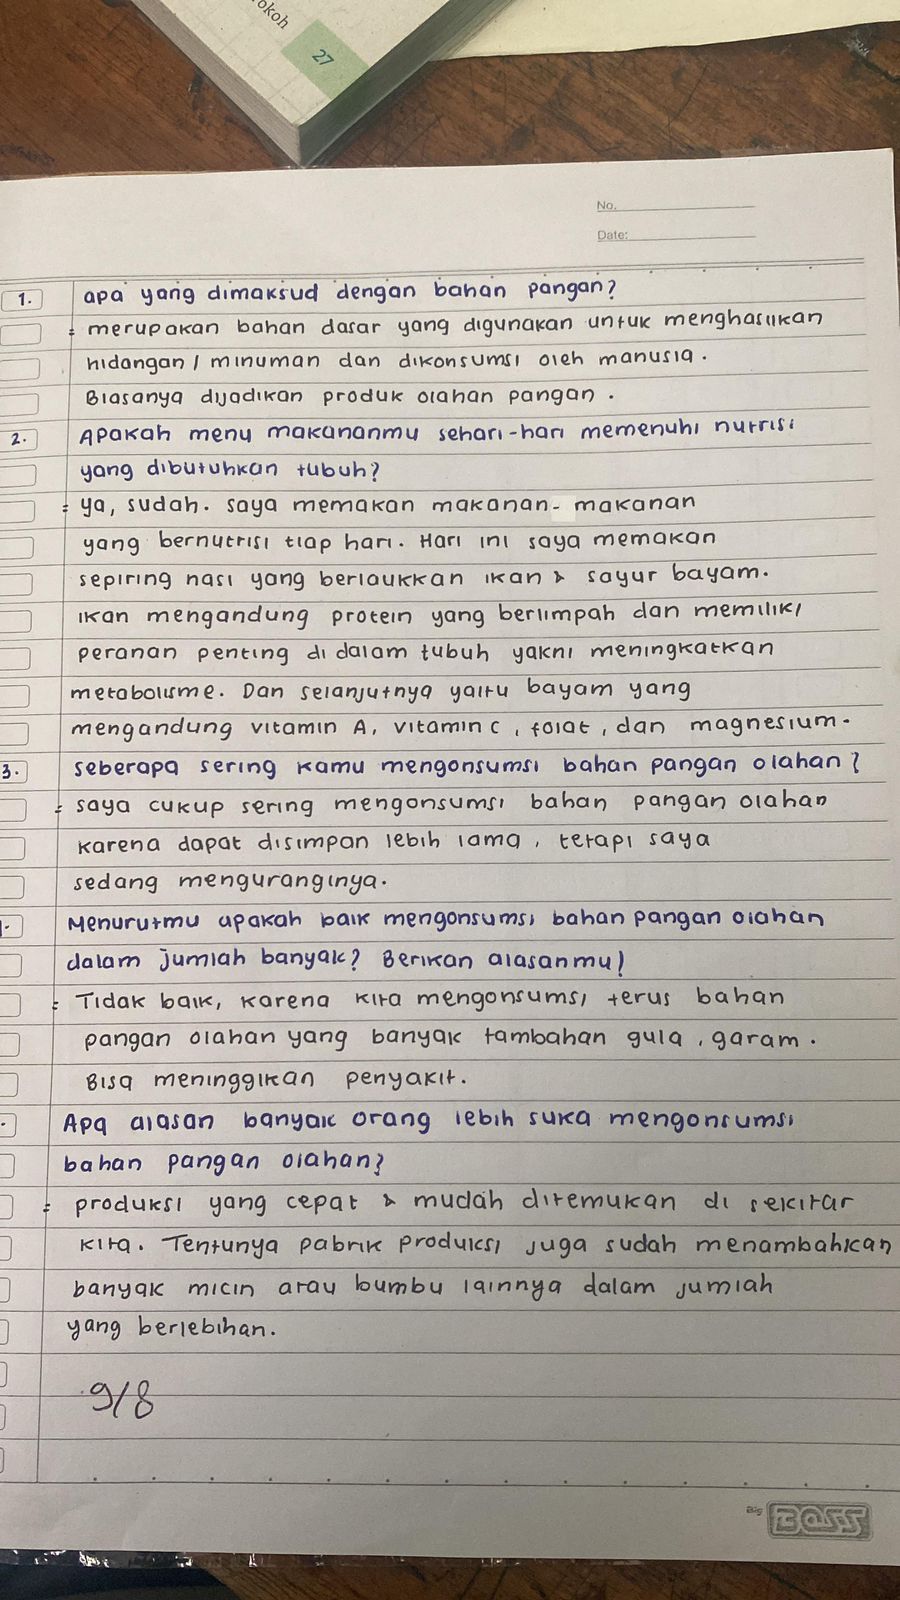 okoh
27
No.
Date:
1. apa yang dimaksud dengan bahan pangan?
= merupakan bahan dasar yang digunakan untuk menghasilkan
hidangan / minuman dan dikonsumsi oleh manusia.
Biasanya dijadikan produk olahan pangan.
2. Apakah menu makananmu sehari-hari memenuhi nutrisi
yang dibutuhkan tubuh?
= ya, sudah. saya memakan makanan-makanan
yang bernutrisi tiap hari. Hari ini saya memakan
sepiring nasi yang berlaukkan ikan & sayur bayam.
ikan mengandung protein yang berlimpah dan memiliki
peranan penting di dalam tubuh yakni meningkatkan
metabolisme. Dan selanjutnya yaitu bayam yang
mengandung vitamin A, vitamin c, folat, dan magnesium.
3. seberapa sering kamu mengonsumsi bahan pangan olahan?
= saya cukup sering mengonsumsi bahan pangan olahan
karena dapat disimpan lebih lama, tetapi saya
sedang menguranginya.
Menurutmu apakah baik mengonsumsi bahan pangan olahan
dalam jumlah banyak? Berikan alasanmu!
= Tidak baik, karena kita mengonsumsi terus bahan
pangan olahan yang banyak tambahan gula, garam.
Bisa meninggikan penyakit.
Apa alasan banyak orang lebih suka mengonsumsi
bahan pangan olahan?
= produksi yang cepat & mudah ditemukan di sekitar
kita. Tentunya pabrik produksi juga sudah menambahkan
banyak micin atau bumbu lainnya dalam jumlah
yang berlebihan.
9/8
Big BOSS